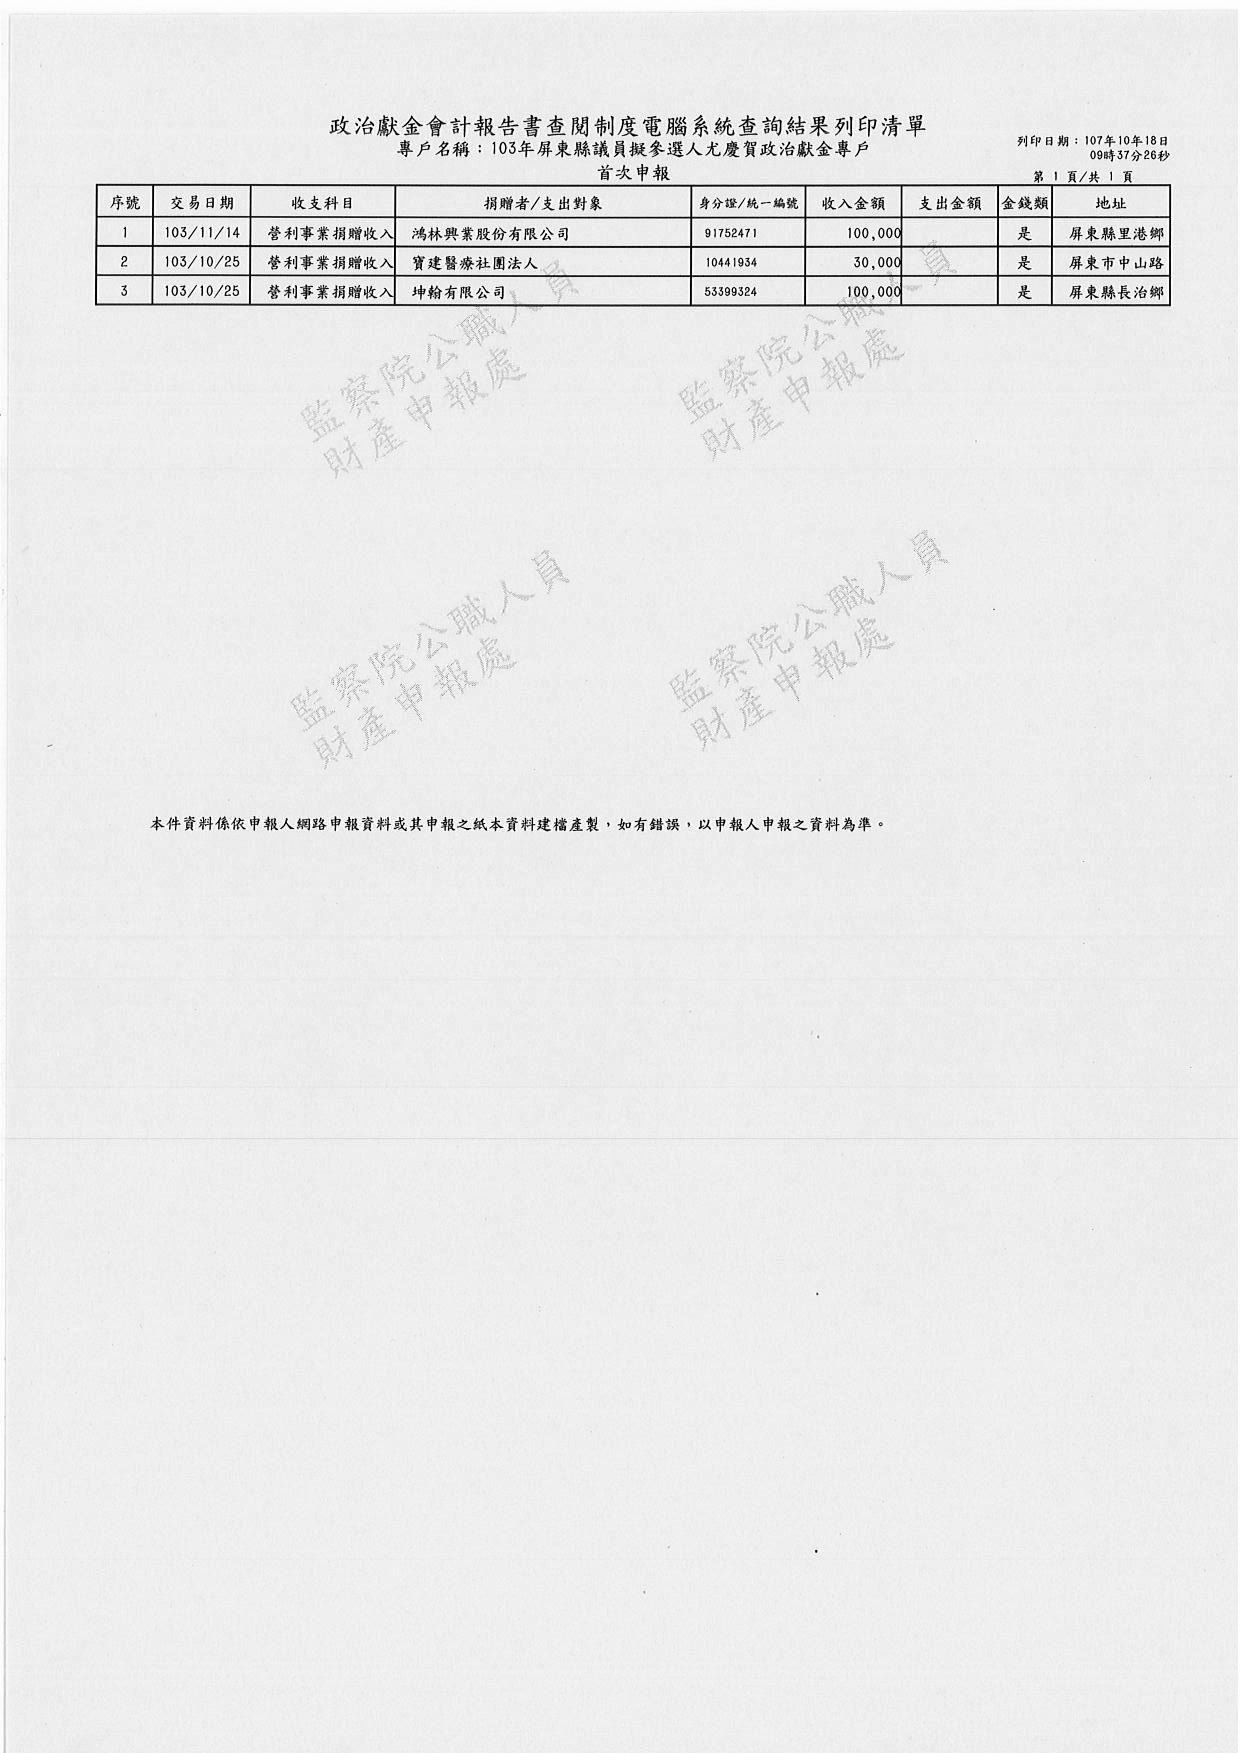 政治獻金會計報告書查閱制度電腦系統查詢結果列印清單
專戶名稱：103年屏東縣議員擬參選人尤慶賀政治獻金專戶
首次申報
列印日期：107年10年18日
09時37分26秒
第 1 頁/共 1 頁
序號 交易日期 收支科目 捐贈者/支出對象 身分證/統一編號 收入金額 支出金額 金錢類 地址
1 103/11/14 營利事業捐贈收入 鴻林興業股份有限公司 91752471 100,000 是 屏東縣里港鄉
2 103/10/25 營利事業捐贈收入 寶建醫療社團法人 10441934 30,000 是 屏東市中山路
3 103/10/25 營利事業捐贈收入 坤翰有限公司 53399324 100,000 是 屏東縣長治鄉
監察院公職人員
財產申報處
監察院公職人員
財產申報處
監察院公職人員
財產申報處
監察院公職人員
財產申報處
本件資料係依申報人網路申報資料或其申報之紙本資料建檔產製，如有錯誤，以申報人申報之資料為準。